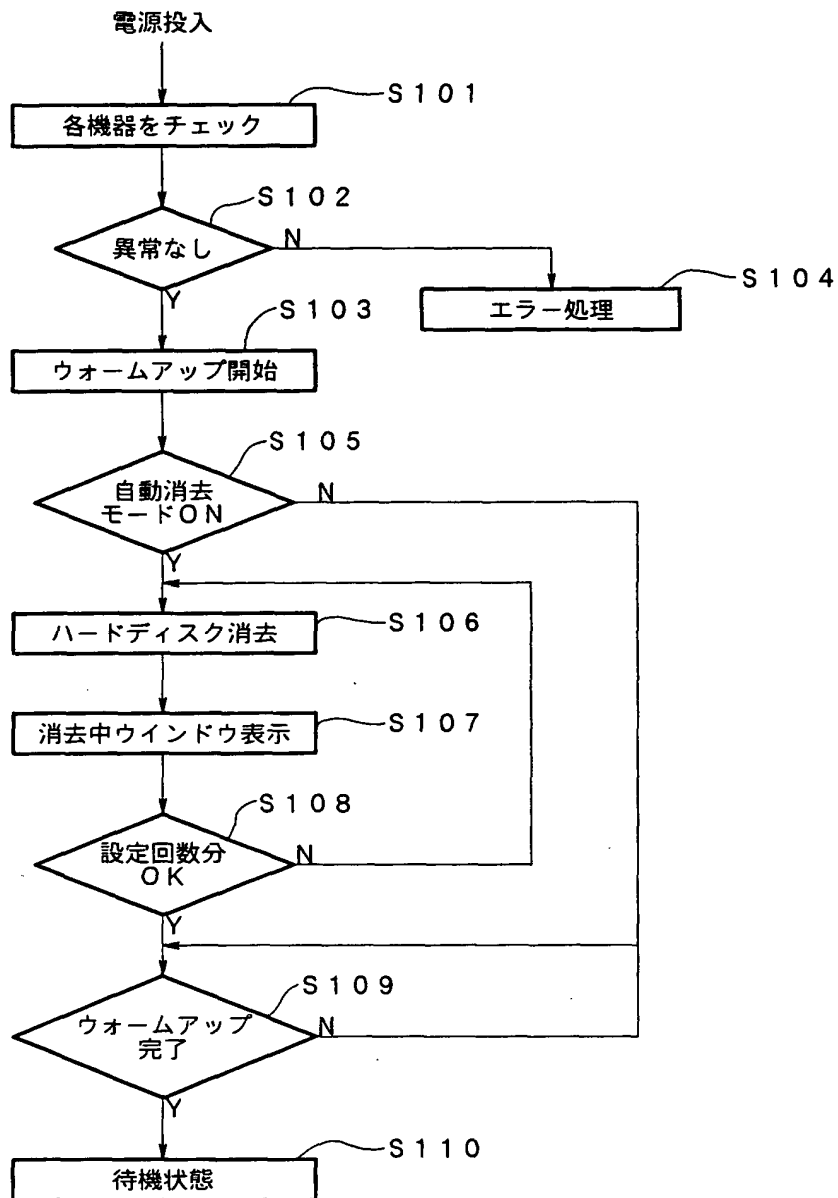 電源投入
S101
各機器をチェック
S102
異常なし
N
Y
S104
エラー処理
S103
ウォームアップ開始
S105
自動消去
モードON
N
Y
S106
ハードディスク消去
S107
消去中ウインドウ表示
S108
設定回数分
OK
N
Y
S109
ウォームアップ
完了
N
Y
S110
待機状態